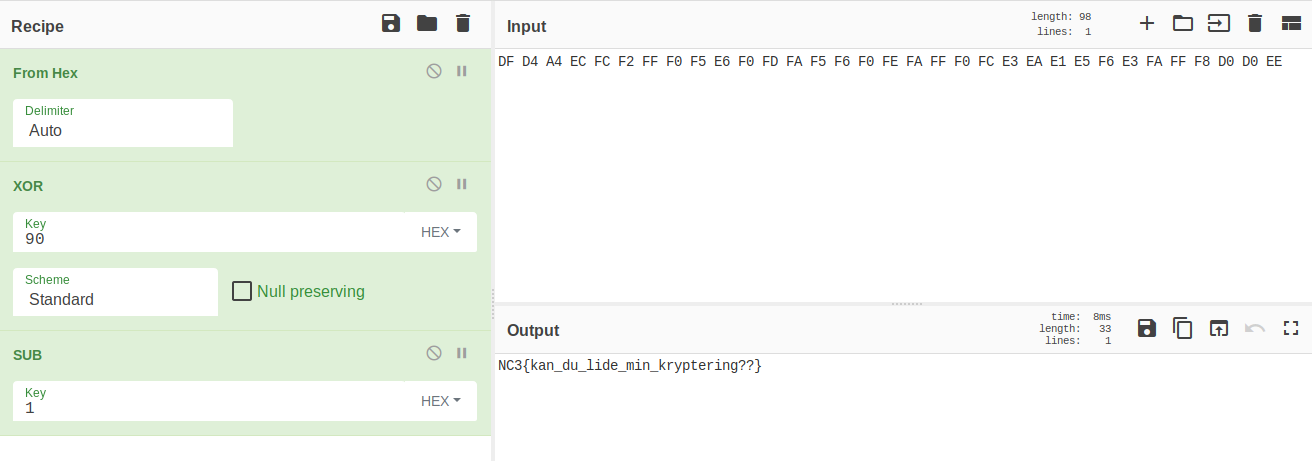 Recipe
From Hex
Delimiter
Auto
XOR
Key
90
HEX
Scheme
Standard
Null preserving
SUB
Key
1
HEX
Input
length: 98
lines: 1
DF D4 A4 EC FC F2 FF F0 F5 E6 F0 FD FA F5 F6 F0 FE FA FF F0 FC E3 EA E1 E5 F6 E3 FA FF F8 D0 D0 EE
Output
time: 8ms
length: 33
lines: 1
NC3{kan_du_lide_min_kryptering??}